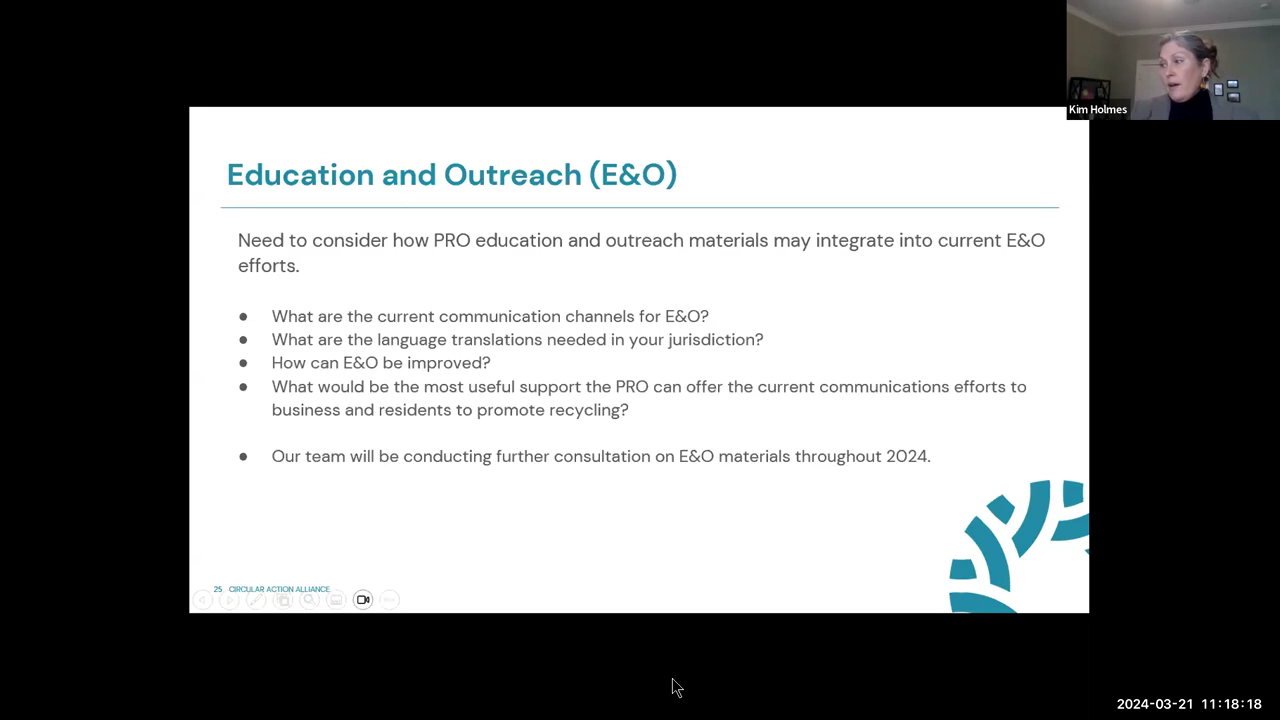 Kim Holmes
Education and Outreach (E&O)
Need to consider how PRO education and outreach materials may integrate into current E&O
efforts.
● What are the current communication channels for E&O?
● What are the language translations needed in your jurisdiction?
● How can E&O be improved?
● What would be the most useful support the PRO can offer the current communications efforts to
business and residents to promote recycling?
● Our team will be conducting further consultation on E&O materials throughout 2024.
25 CIRCULAR ACTION ALLIANCE
2024-03-21 11:18:18